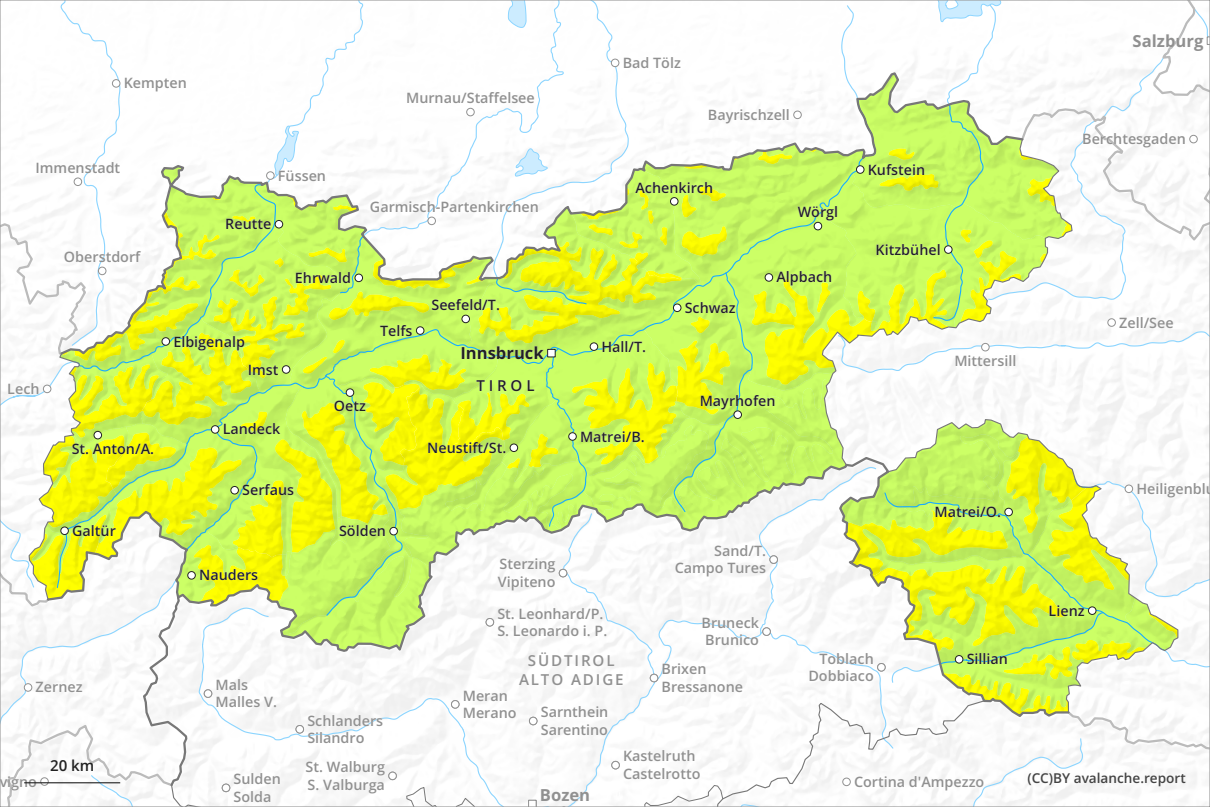 Salzburg
Bad Tölz
Kempten
Murnau/Staffelsee
Bayrischzell
Berchtesgaden
Immenstadt
Füssen
Kufstein
Achenkirch
Garmisch-Partenkirchen
Wörgl
Reutte
Kitzbühel
Oberstdorf
Ehrwald
Alpbach
Seefeld/T.
Schwaz
Telfs
Zell/See
Elbigenalp
Innsbruck
Hall/T.
Mittersill
Imst
TIROL
Lech
Oetz
Mayrhofen
Landeck
Matrei/B.
St. Anton/A.
Neustift/St.
Serfaus
Heiligenblu
Matrei/O.
Galtür
Sölden
Sand/T.
Campo Tures
Sterzing
Vipiteno
Nauders
Lienz
St. Leonhard/P.
S. Leonardo i. P.
Bruneck
Brunico
SÜDTIROL
ALTO ADIGE
Sillian
Toblach
Dobbiaco
Brixen
Bressanone
Zernez
Mals
Malles V.
Meran
Merano
Sarnthein
Sarentino
Schlanders
Silandro
Kastelruth
Castelrotto
20 km
St. Walburg
S. Valburga
Sulden
Solda
vigno
Cortina d'Ampezzo
(CC)BY avalanche.report
Bozen